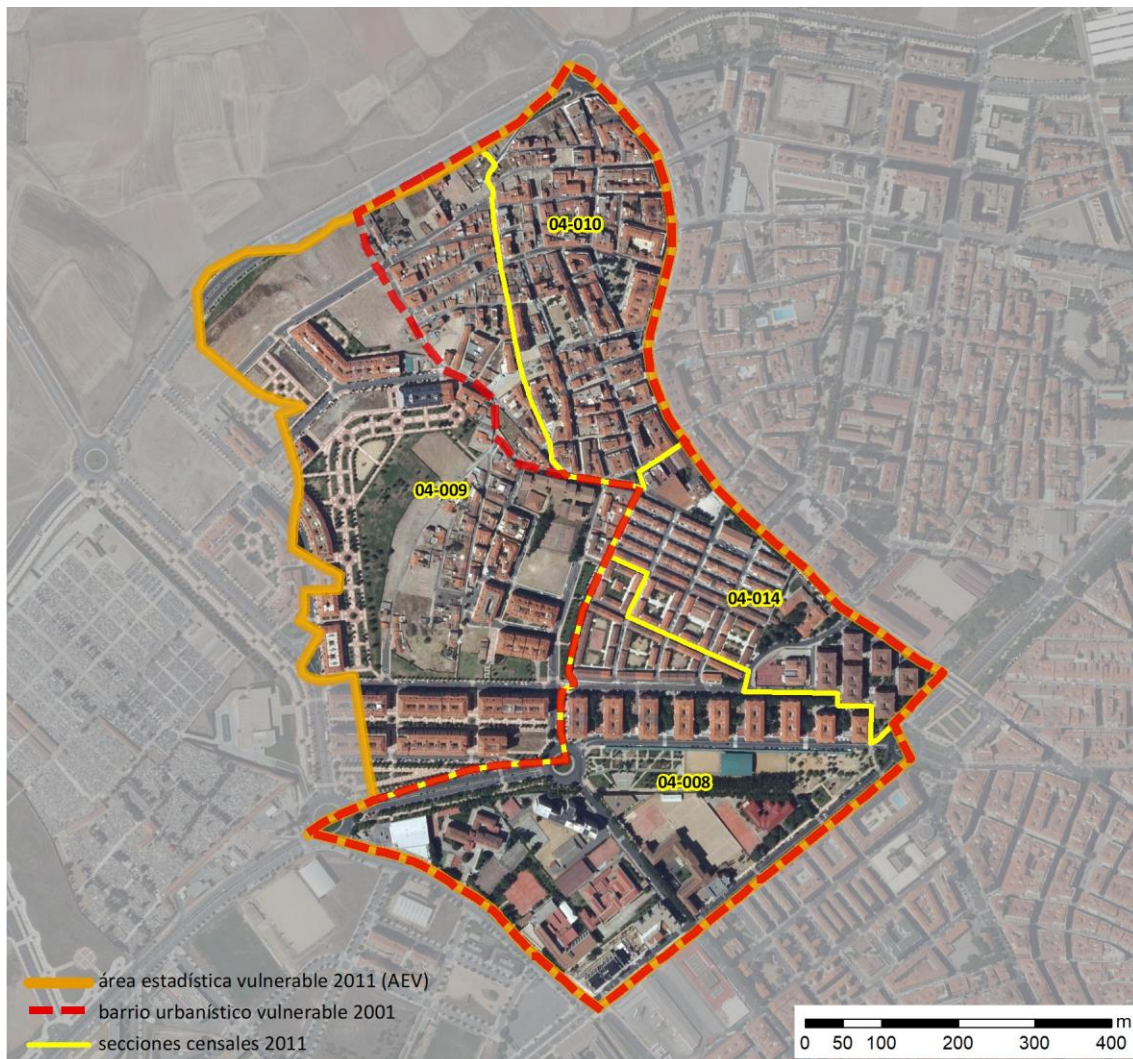 04-010
04-009
04-014
04-008
área estadística vulnerable 2011 (AEV)
barrio urbanístico vulnerable 2001
secciones censales 2011
m
0 50 100 200 300 400